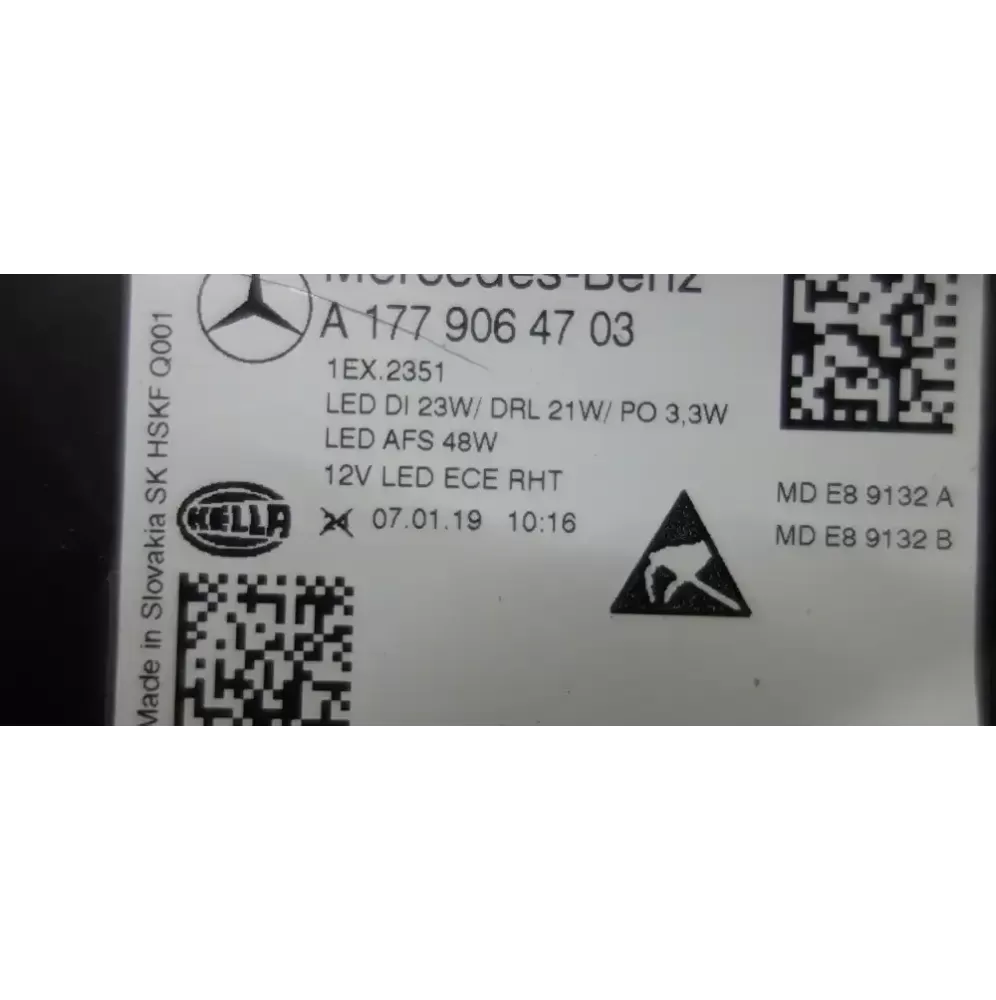 Mercedes-Benz
A 177 906 47 03
1EX.2351
LED DI 23W/ DRL 21W/ PO 3,3W
LED AFS 48W
12V LED ECE RHT
HELLA
24 07.01.19 10:16
MD E8 9132 A
MD E8 9132 B
Made in Slovakia SK HSKF Q001